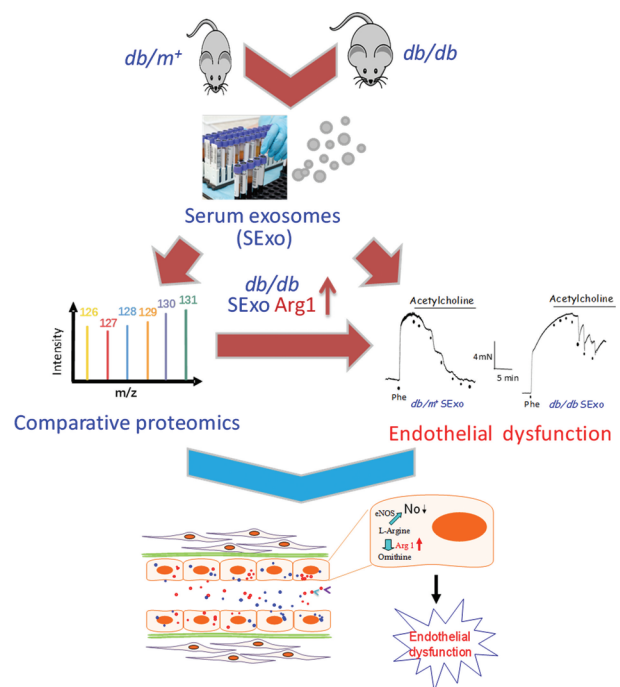 db/m⁺
db/db
Serum exosomes
(SExo)
db/db
SExo Arg1
126
127
128
129
130
131
Intensity
m/z
Acetylcholine
Acetylcholine
4mN
5 min
Phe
db/m⁺ SExo
Phe
db/db SExo
Comparative proteomics
Endothelial dysfunction
eNOS
No
L-Arginine
Arg 1
Ornithine
Endothelial
dysfunction